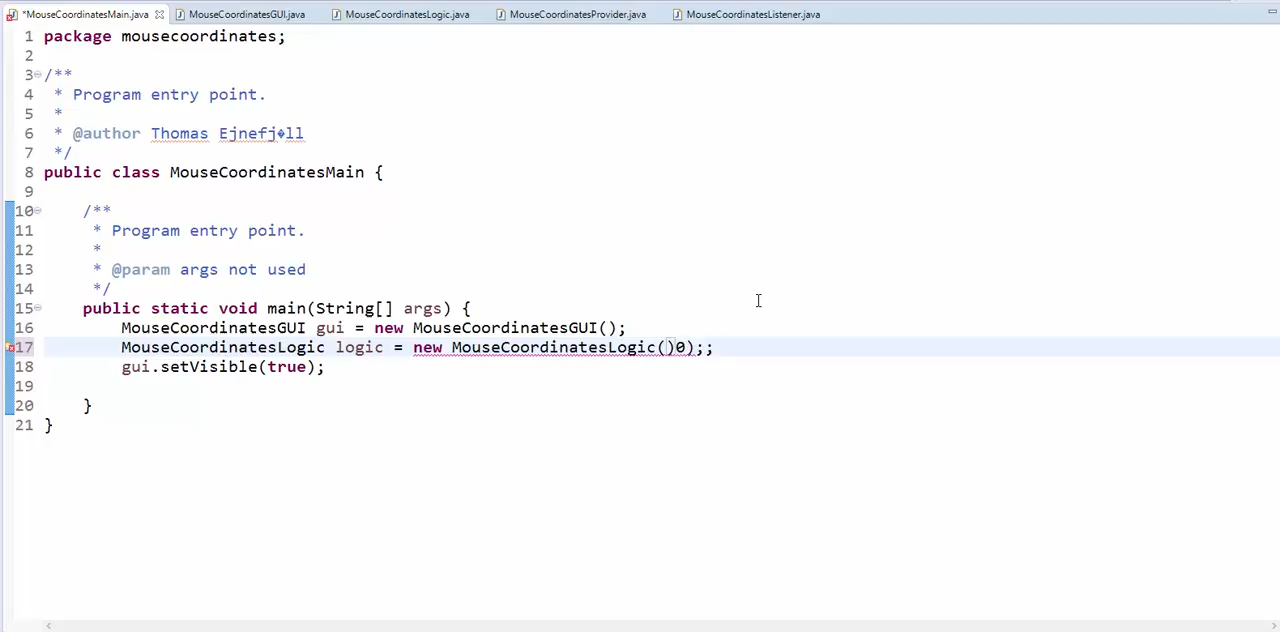 *MouseCoordinatesMain.java MouseCoordinatesGUI.java MouseCoordinatesLogic.java MouseCoordinatesProvider.java MouseCoordinatesListener.java
1 package mousecoordinates;
2
3 /**
4 * Program entry point.
5 *
6 * @author Thomas Ejnefj�ll
7 */
8 public class MouseCoordinatesMain {
9
10 /**
11 * Program entry point.
12 *
13 * @param args not used
14 */
15 public static void main(String[] args) {
16 MouseCoordinatesGUI gui = new MouseCoordinatesGUI();
17 MouseCoordinatesLogic logic = new MouseCoordinatesLogic()0);;
18 gui.setVisible(true);
19
20 }
21 }